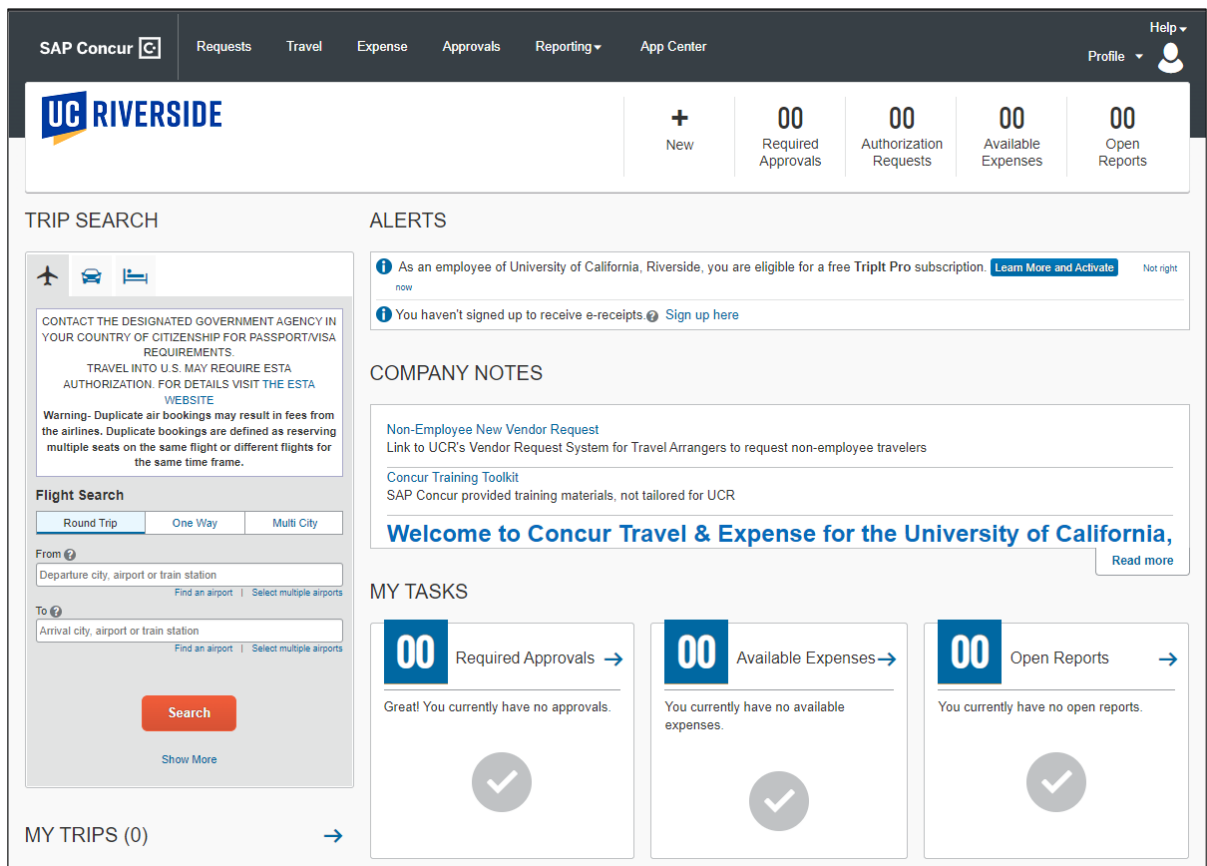 Help
SAP Concur C Requests Travel Expense Approvals Reporting App Center
Profile
UC RIVERSIDE
+
New
00
Required
Approvals
00
Authorization
Requests
00
Available
Expenses
00
Open
Reports
TRIP SEARCH
CONTACT THE DESIGNATED GOVERNMENT AGENCY IN
YOUR COUNTRY OF CITIZENSHIP FOR PASSPORT/VISA
REQUIREMENTS.
TRAVEL INTO U.S. MAY REQUIRE ESTA
AUTHORIZATION. FOR DETAILS VISIT THE ESTA
WEBSITE
Warning- Duplicate air bookings may result in fees from
the airlines. Duplicate bookings are defined as reserving
multiple seats on the same flight or different flights for
the same time frame.
Flight Search
Round Trip One Way Multi City
From ?
Departure city, airport or train station
Find an airport | Select multiple airports
To ?
Arrival city, airport or train station
Find an airport | Select multiple airports
Search
Show More
MY TRIPS (0)
ALERTS
i As an employee of University of California, Riverside, you are eligible for a free TripIt Pro subscription. Learn More and Activate Not right
now
i You haven't signed up to receive e-receipts. ? Sign up here
COMPANY NOTES
Non-Employee New Vendor Request
Link to UCR's Vendor Request System for Travel Arrangers to request non-employee travelers
Concur Training Toolkit
SAP Concur provided training materials, not tailored for UCR
Welcome to Concur Travel & Expense for the University of California,
Read more
MY TASKS
00 Required Approvals →
Great! You currently have no approvals.
00 Available Expenses →
You currently have no available
expenses.
00 Open Reports →
You currently have no open reports.